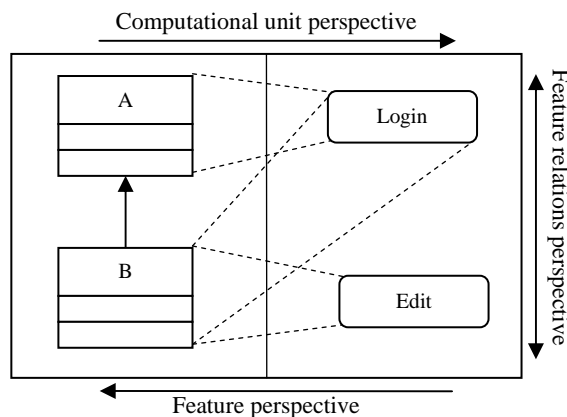 Computational unit perspective
A
Login
Feature relations perspective
B
Edit
Feature perspective